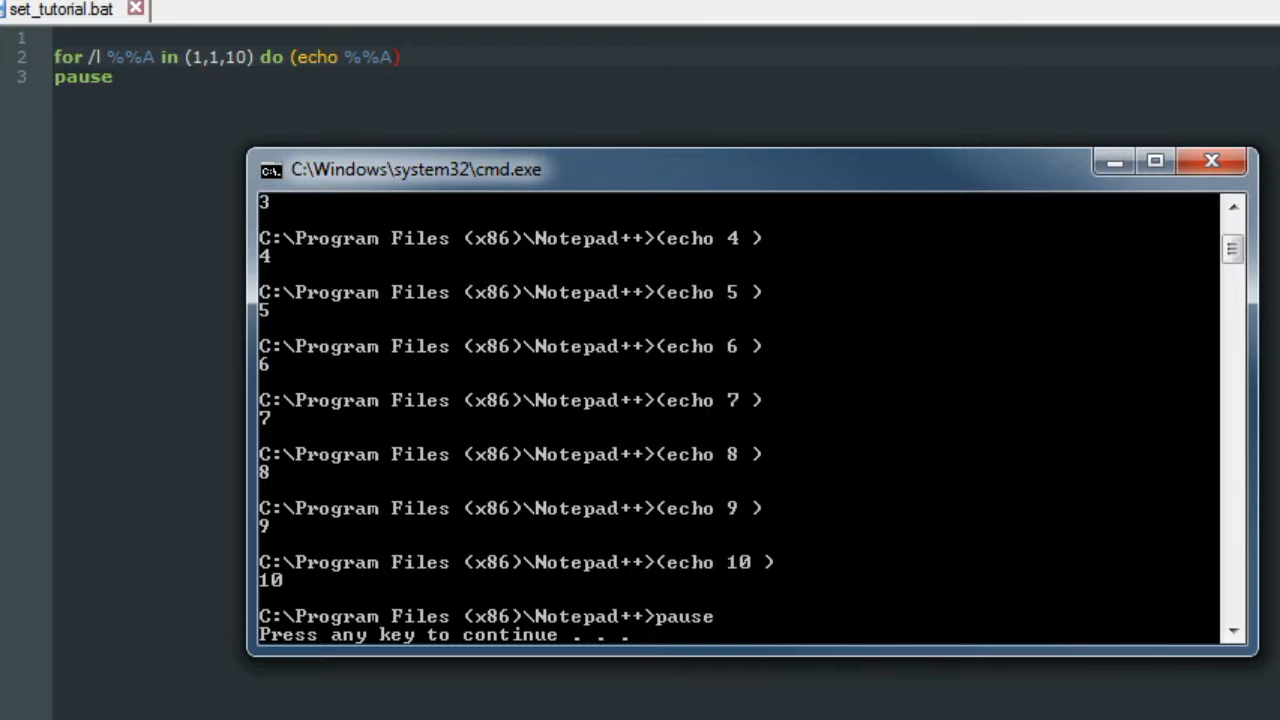 set_tutorial.bat
1
2 for /l %%A in (1,1,10) do (echo %%A)
3 pause
C:\Windows\system32\cmd.exe
3
C:\Program Files (x86)\Notepad++>(echo 4 )
4
C:\Program Files (x86)\Notepad++>(echo 5 )
5
C:\Program Files (x86)\Notepad++>(echo 6 )
6
C:\Program Files (x86)\Notepad++>(echo 7 )
7
C:\Program Files (x86)\Notepad++>(echo 8 )
8
C:\Program Files (x86)\Notepad++>(echo 9 )
9
C:\Program Files (x86)\Notepad++>(echo 10 )
10
C:\Program Files (x86)\Notepad++>pause
Press any key to continue . . .